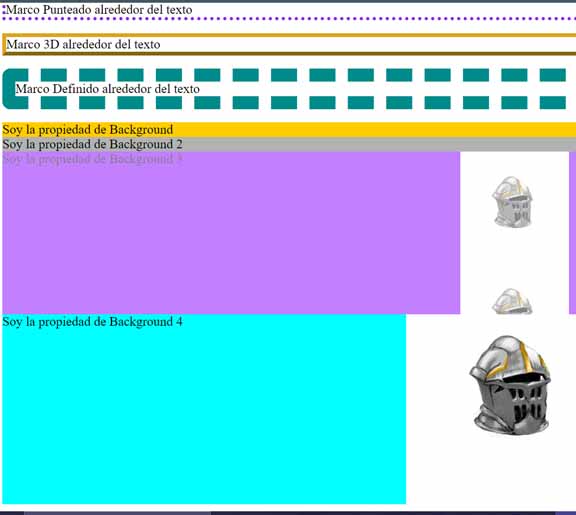 Marco Punteado alrededor del texto
Marco 3D alrededor del texto
Marco Definido alrededor del texto
Soy la propiedad de Background
Soy la propiedad de Background 2
Soy la propiedad de Background 3
Soy la propiedad de Background 4